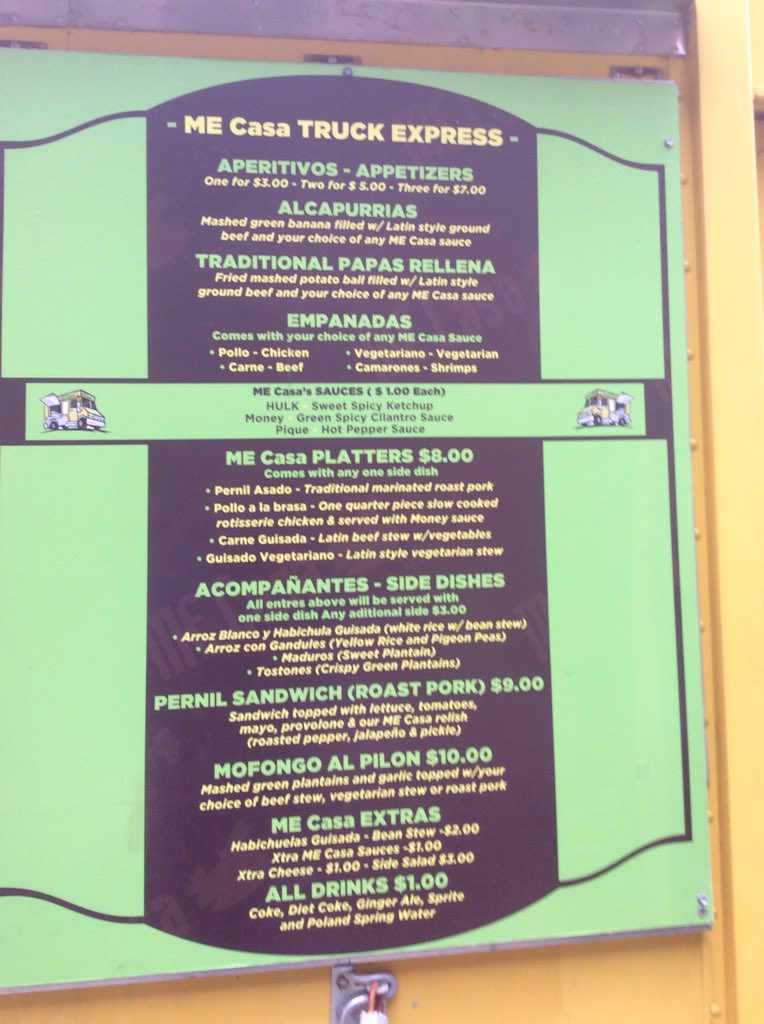 - ME Casa TRUCK EXPRESS -
APERITIVOS - APPETIZERS
One for $3.00 - Two for $ 5.00 - Three for $7.00
ALCAPURRIAS
Mashed green banana filled w/ Latin style ground
beef and your choice of any ME Casa sauce
TRADITIONAL PAPAS RELLENA
Fried mashed potato ball filled w/ Latin style
ground beef and your choice of any ME Casa sauce
EMPANADAS
Comes with your choice of any ME Casa Sauce
• Pollo - Chicken • Vegetariano - Vegetarian
• Carne - Beef • Camarones - Shrimps
ME Casa's SAUCES ( $ 1.00 Each)
HULK - Sweet Spicy Ketchup
Money - Green Spicy Cilantro Sauce
Pique - Hot Pepper Sauce
ME Casa PLATTERS $8.00
Comes with any one side dish
• Pernil Asado - Traditional marinated roast pork
• Pollo a la brasa - One quarter piece slow cooked
rotisserie chicken & served with Money sauce
• Carne Guisada - Latin beef stew w/vegetables
• Guisado Vegetariano - Latin style vegetarian stew
ACOMPAÑANTES - SIDE DISHES
All entres above will be served with
one side dish Any aditional side $3.00
• Arroz Blanco y Habichula Guisada (white rice w/ bean stew)
• Arroz con Gandules (Yellow Rice and Pigeon Peas)
• Maduros (Sweet Plantain)
• Tostones (Crispy Green Plantains)
PERNIL SANDWICH (ROAST PORK) $9.00
Sandwich topped with lettuce, tomatoes,
mayo, provolone & our ME Casa relish
(roasted pepper, jalapeño & pickle)
MOFONGO AL PILON $10.00
Mashed green plantains and garlic topped w/your
choice of beef stew, vegetarian stew or roast pork
ME Casa EXTRAS
Habichuelas Guisada - Bean Stew -$2.00
Xtra ME Casa Sauces -$1.00
Xtra Cheese - $1.00 - Side Salad $3.00
ALL DRINKS $1.00
Coke, Diet Coke, Ginger Ale, Sprite
and Poland Spring Water